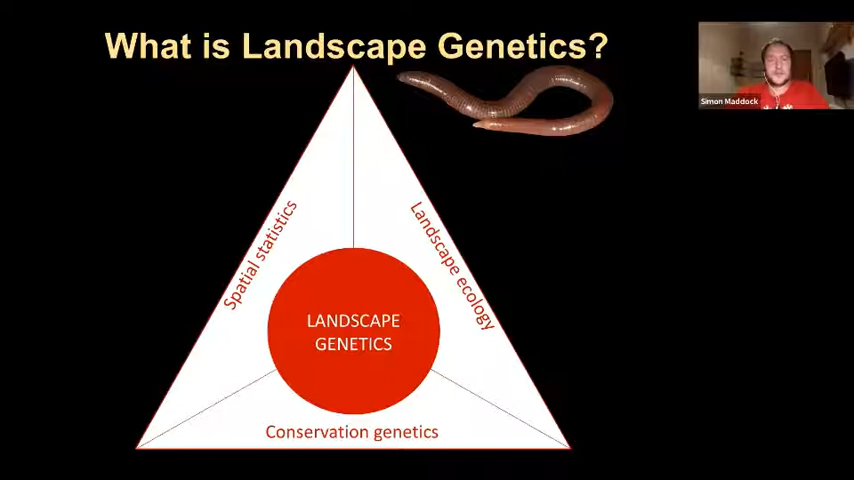 What is Landscape Genetics?
Simon Maddock
Spatial statistics
Landscape ecology
LANDSCAPE
GENETICS
Conservation genetics